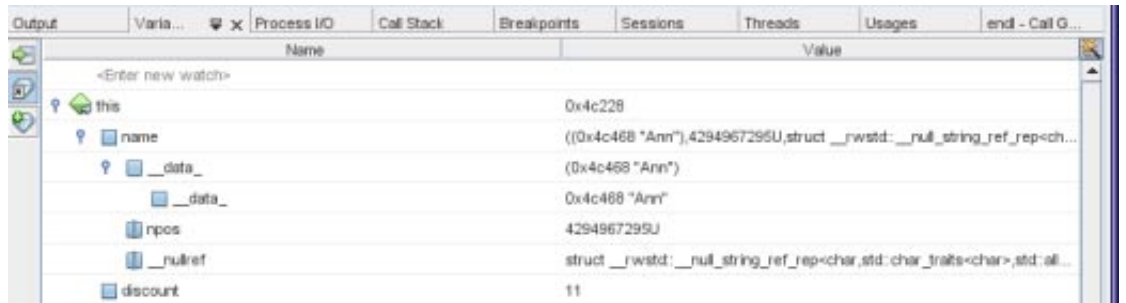 Output Varia... Process I/O Call Stack Breakpoints Sessions Threads Usages endl - Call G...
Name Value
<Enter new watch>
this 0x4c228
name ((0x4c468 "Ann"),4294967295U,struct __rwstd::__null_string_ref_rep<ch...
__data_ (0x4c468 "Ann")
__data_ 0x4c468 "Ann"
npos 4294967295U
__nullref struct __rwstd::__null_string_ref_rep<char,std::char_traits<char>,std::all...
discount 11